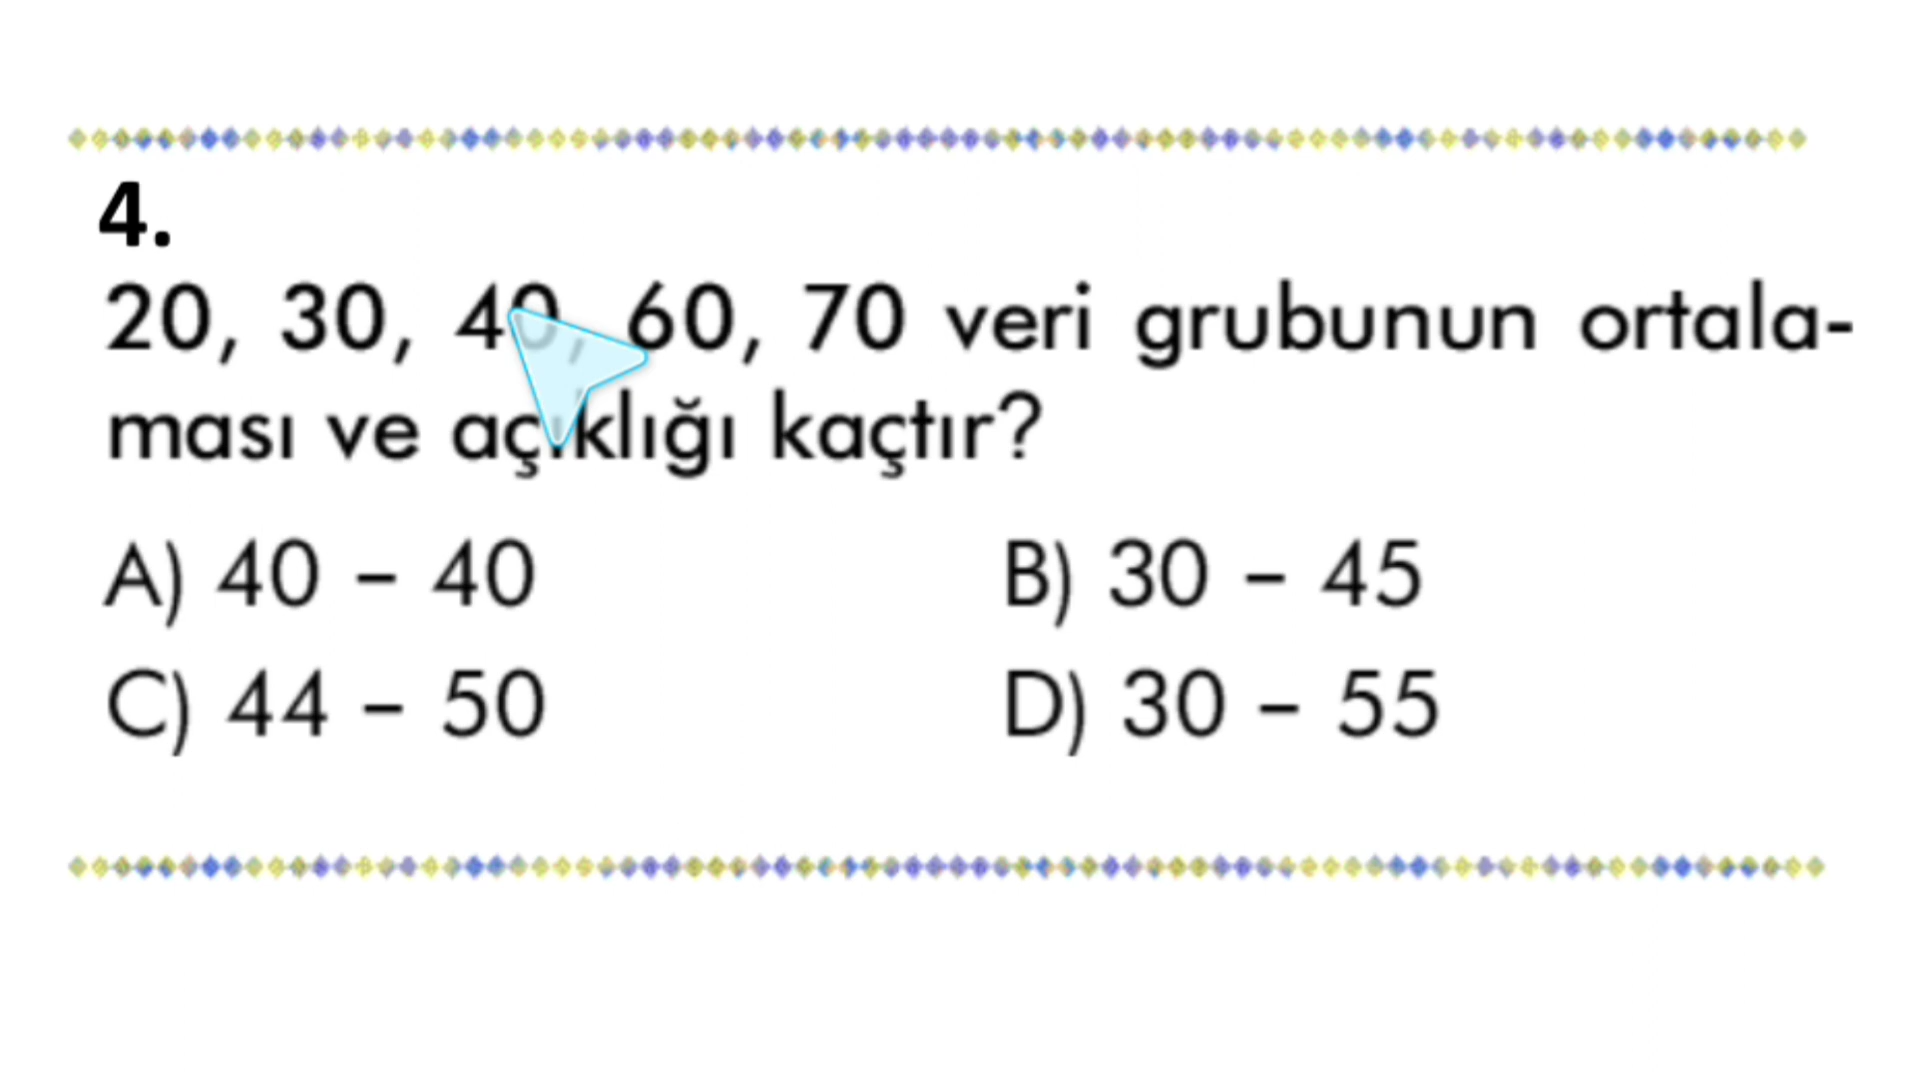 4.
20, 30, 40, 60, 70 veri grubunun ortala-
ması ve açıklığı kaçtır?
A) 40 – 40
B) 30 – 45
C) 44 – 50
D) 30 – 55